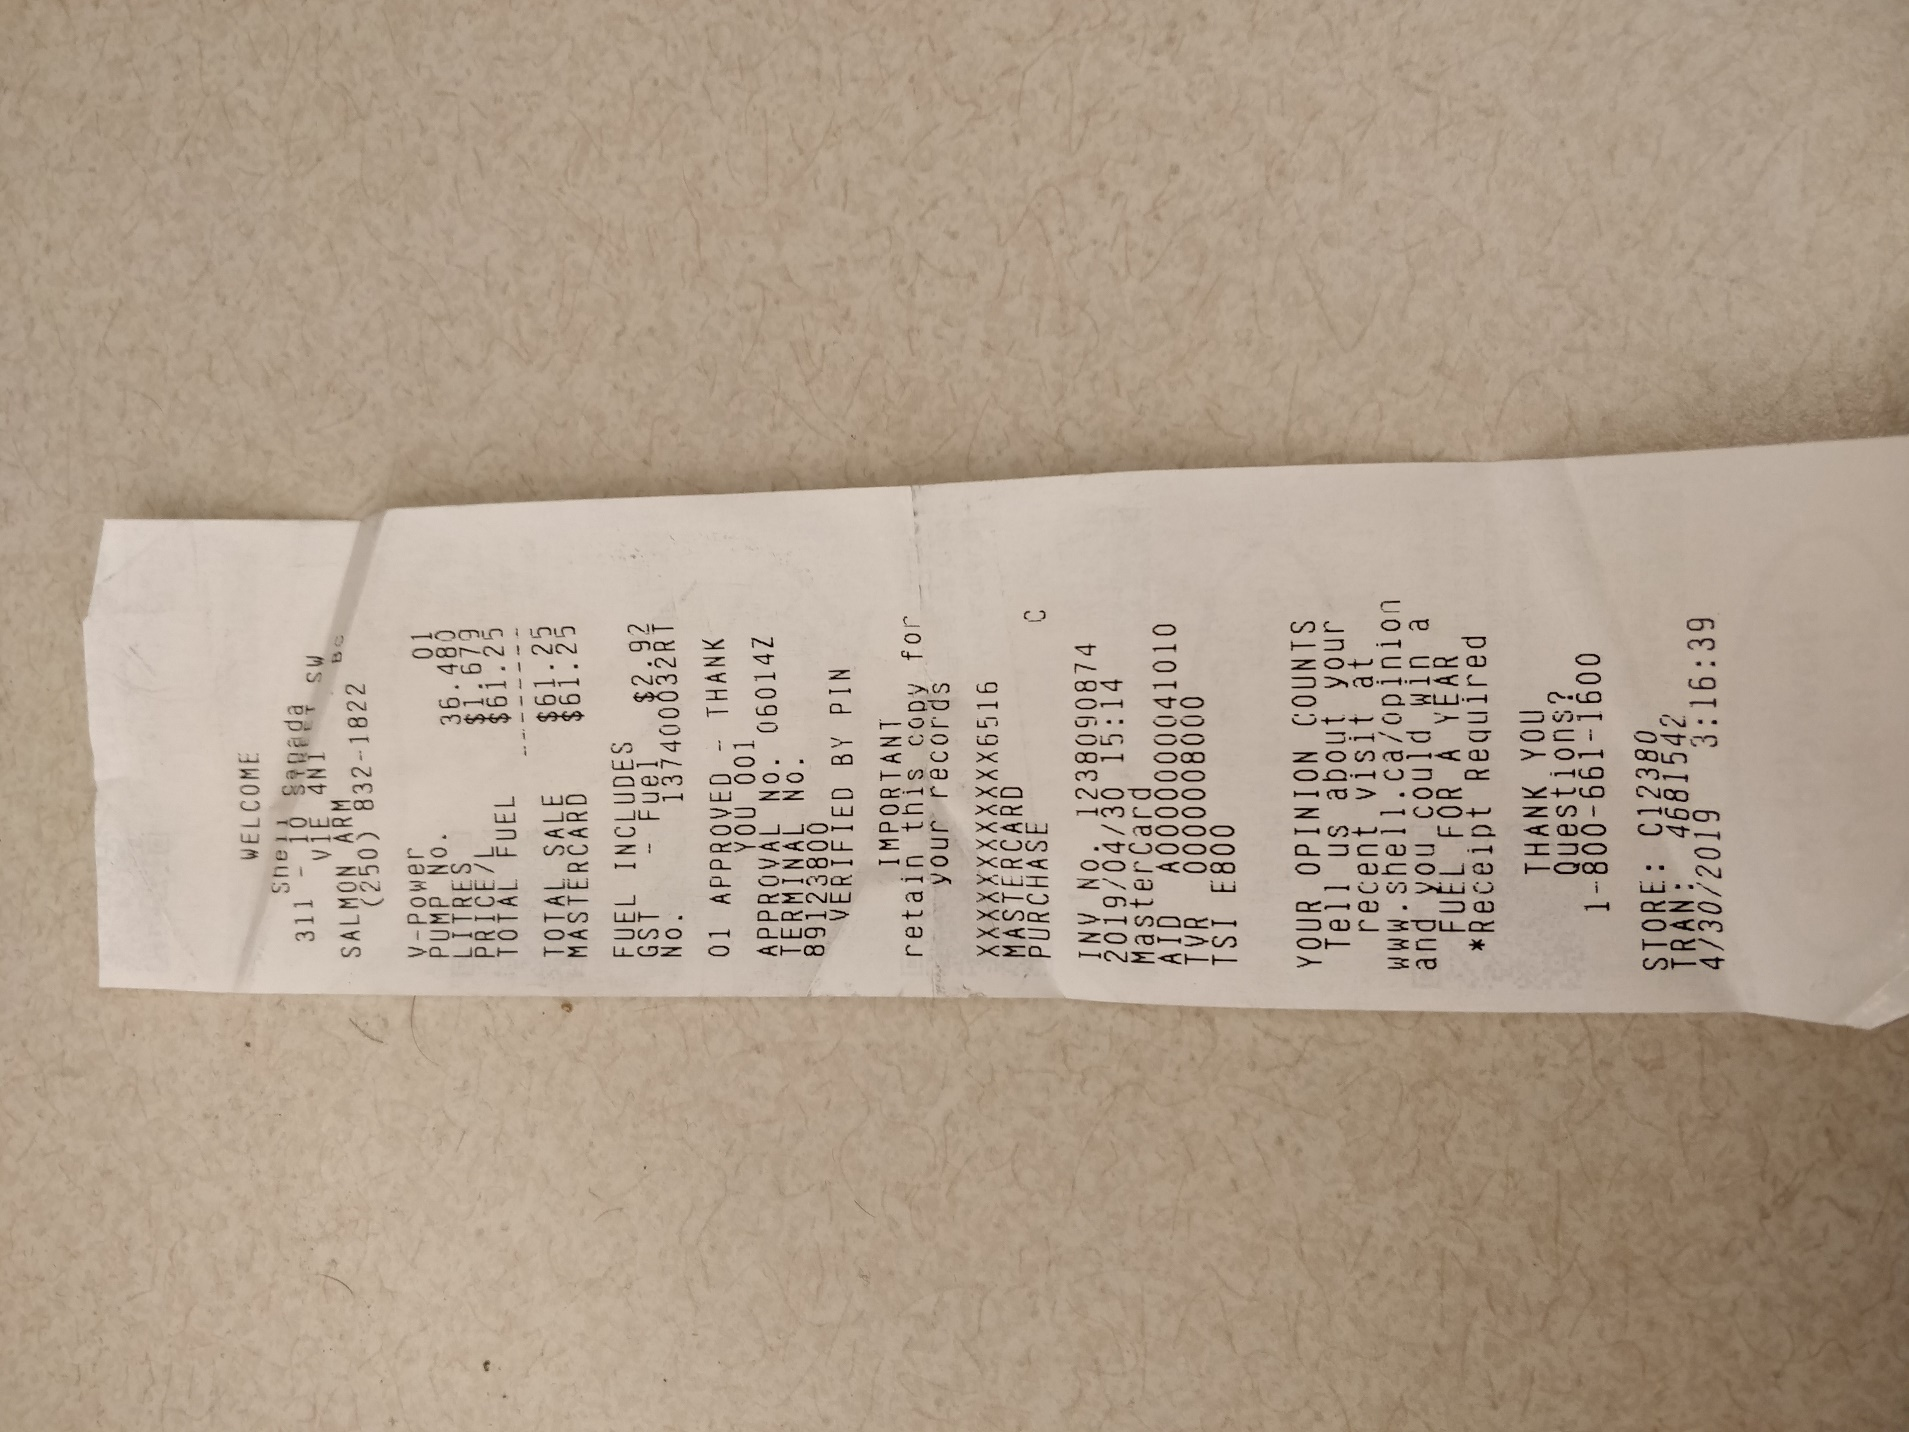 WELCOME
Shell Canada
311 - 10 SW
V1E 4N1 BC
SALMON ARM
(250) 832-1822
V-Power
PUMP No. 01
LITRES 36.480
PRICE/L $1.679
TOTAL FUEL $61.25
---------
TOTAL SALE $61.25
MASTERCARD $61.25
FUEL INCLUDES
GST - Fuel $2.92
No. 137400032RT
01 APPROVED - THANK
YOU 001
APPROVAL No. 06014Z
TERMINAL No.
89123800
VERIFIED BY PIN
IMPORTANT
retain this copy for
your records
XXXXXXXXXXXX6516
MASTERCARD
PURCHASE C
INV No. 1238090874
2019/04/30 15:14
MasterCard
AID A0000000041010
TVR 0000008000
TSI E800
YOUR OPINION COUNTS
Tell us about your
recent visit at
www.shell.ca/opinion
and you could win a
FUEL FOR A YEAR
*Receipt Required
THANK YOU
Questions?
1-800-661-1600
STORE: C12380
TRAN: 4681542
4/30/2019 3:16:39